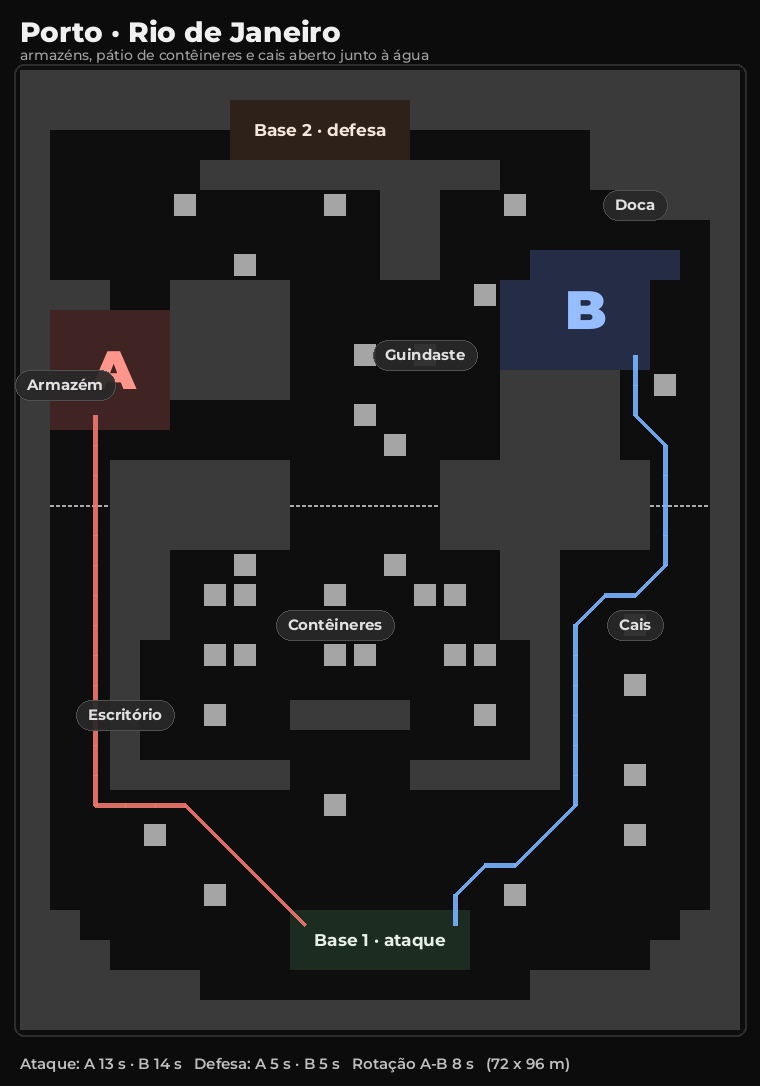 Porto · Rio de Janeiro
armazéns, pátio de contêineres e cais aberto junto à água
Base 2 · defesa
Doca
B
Guindaste
A
Armazém
Contêineres
Cais
Escritório
Base 1 · ataque
Ataque: A 13 s · B 14 s Defesa: A 5 s · B 5 s Rotação A-B 8 s (72 x 96 m)